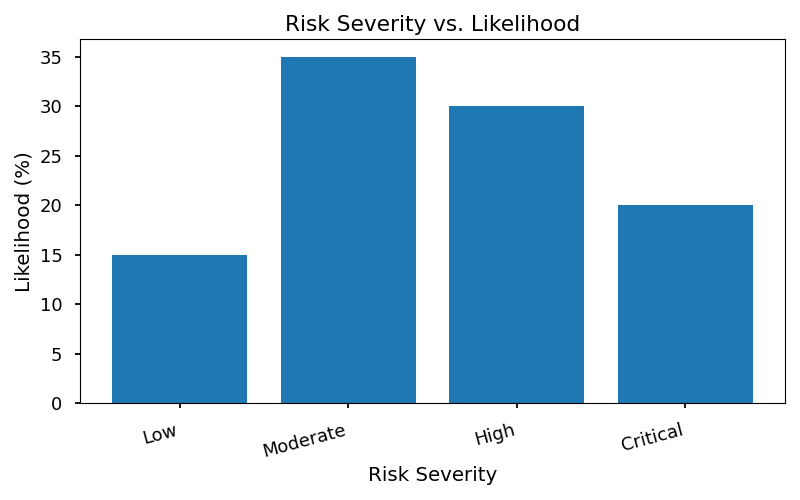 Risk Severity vs. Likelihood
Likelihood (%)
35
30
25
20
15
10
5
0
Low
Moderate
High
Critical
Risk Severity